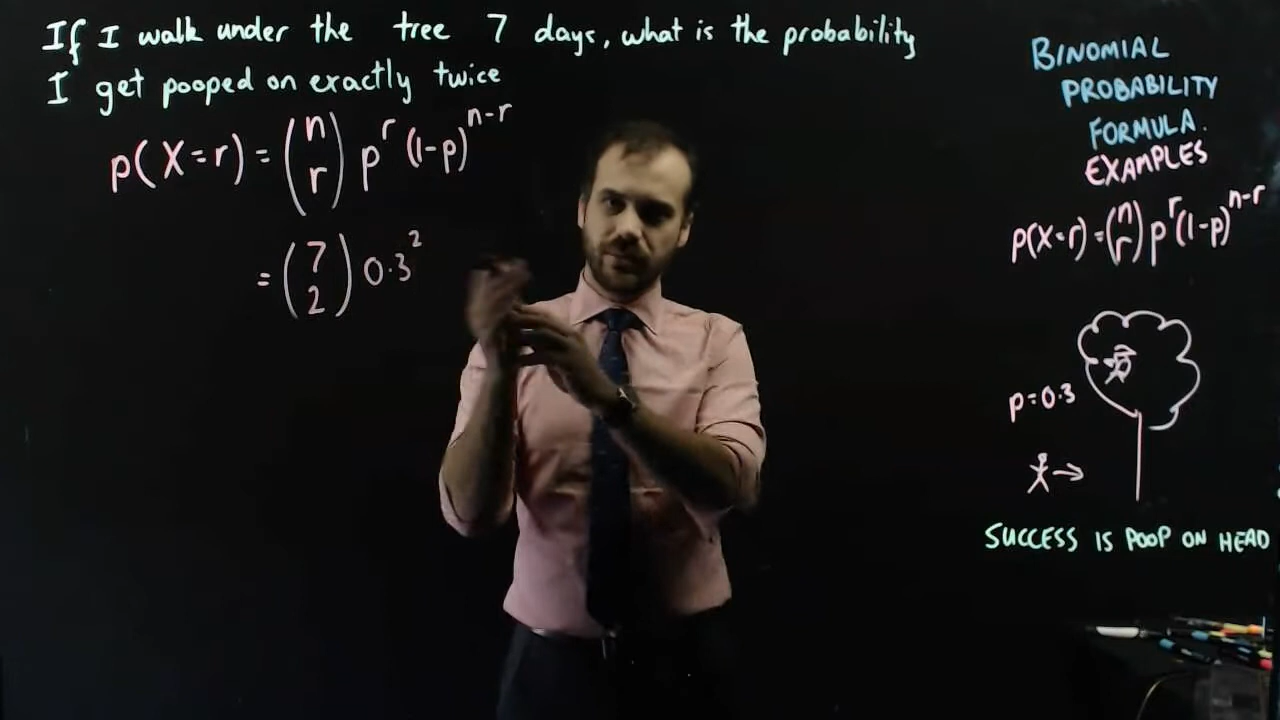 If I walk under the tree 7 days, what is the probability
I get pooped on exactly twice
p(X=r) = (n r) p^r (1-p)^{n-r}
= (7 2) 0.3^2
BINOMIAL
PROBABILITY
FORMULA.
EXAMPLES
p(X=r) = (n r) p^r (1-p)^{n-r}
p=0.3
SUCCESS IS POOP ON HEAD